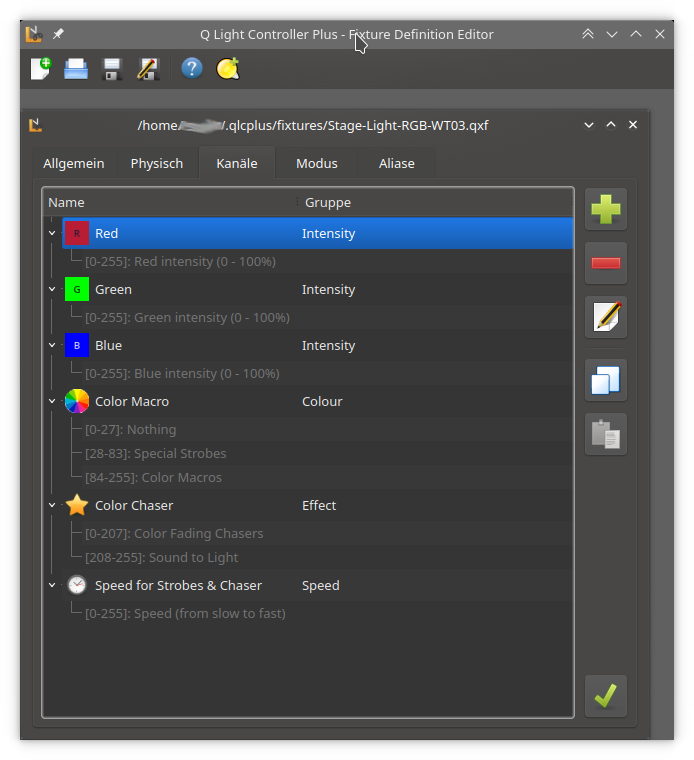 Q Light Controller Plus - Fixture Definition Editor
/home/ /.qlcplus/fixtures/Stage-Light-RGB-WT03.qxf
Allgemein Physisch Kanäle Modus Aliase
Name Gruppe
R Red Intensity
[0-255]: Red intensity (0 - 100%)
G Green Intensity
[0-255]: Green intensity (0 - 100%)
B Blue Intensity
[0-255]: Blue intensity (0 - 100%)
Color Macro Colour
[0-27]: Nothing
[28-83]: Special Strobes
[84-255]: Color Macros
Color Chaser Effect
[0-207]: Color Fading Chasers
[208-255]: Sound to Light
Speed for Strobes & Chaser Speed
[0-255]: Speed (from slow to fast)